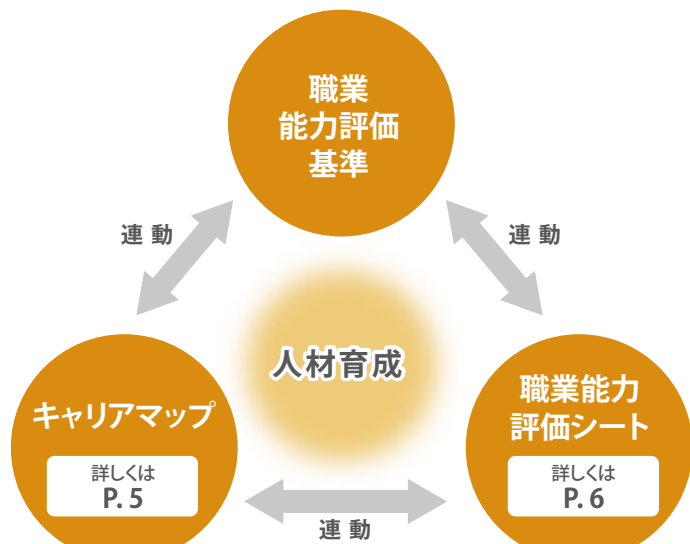 職業
能力評価
基準
連動
連動
人材育成
キャリアマップ
詳しくは
P. 5
職業能力
評価シート
詳しくは
P. 6
連動